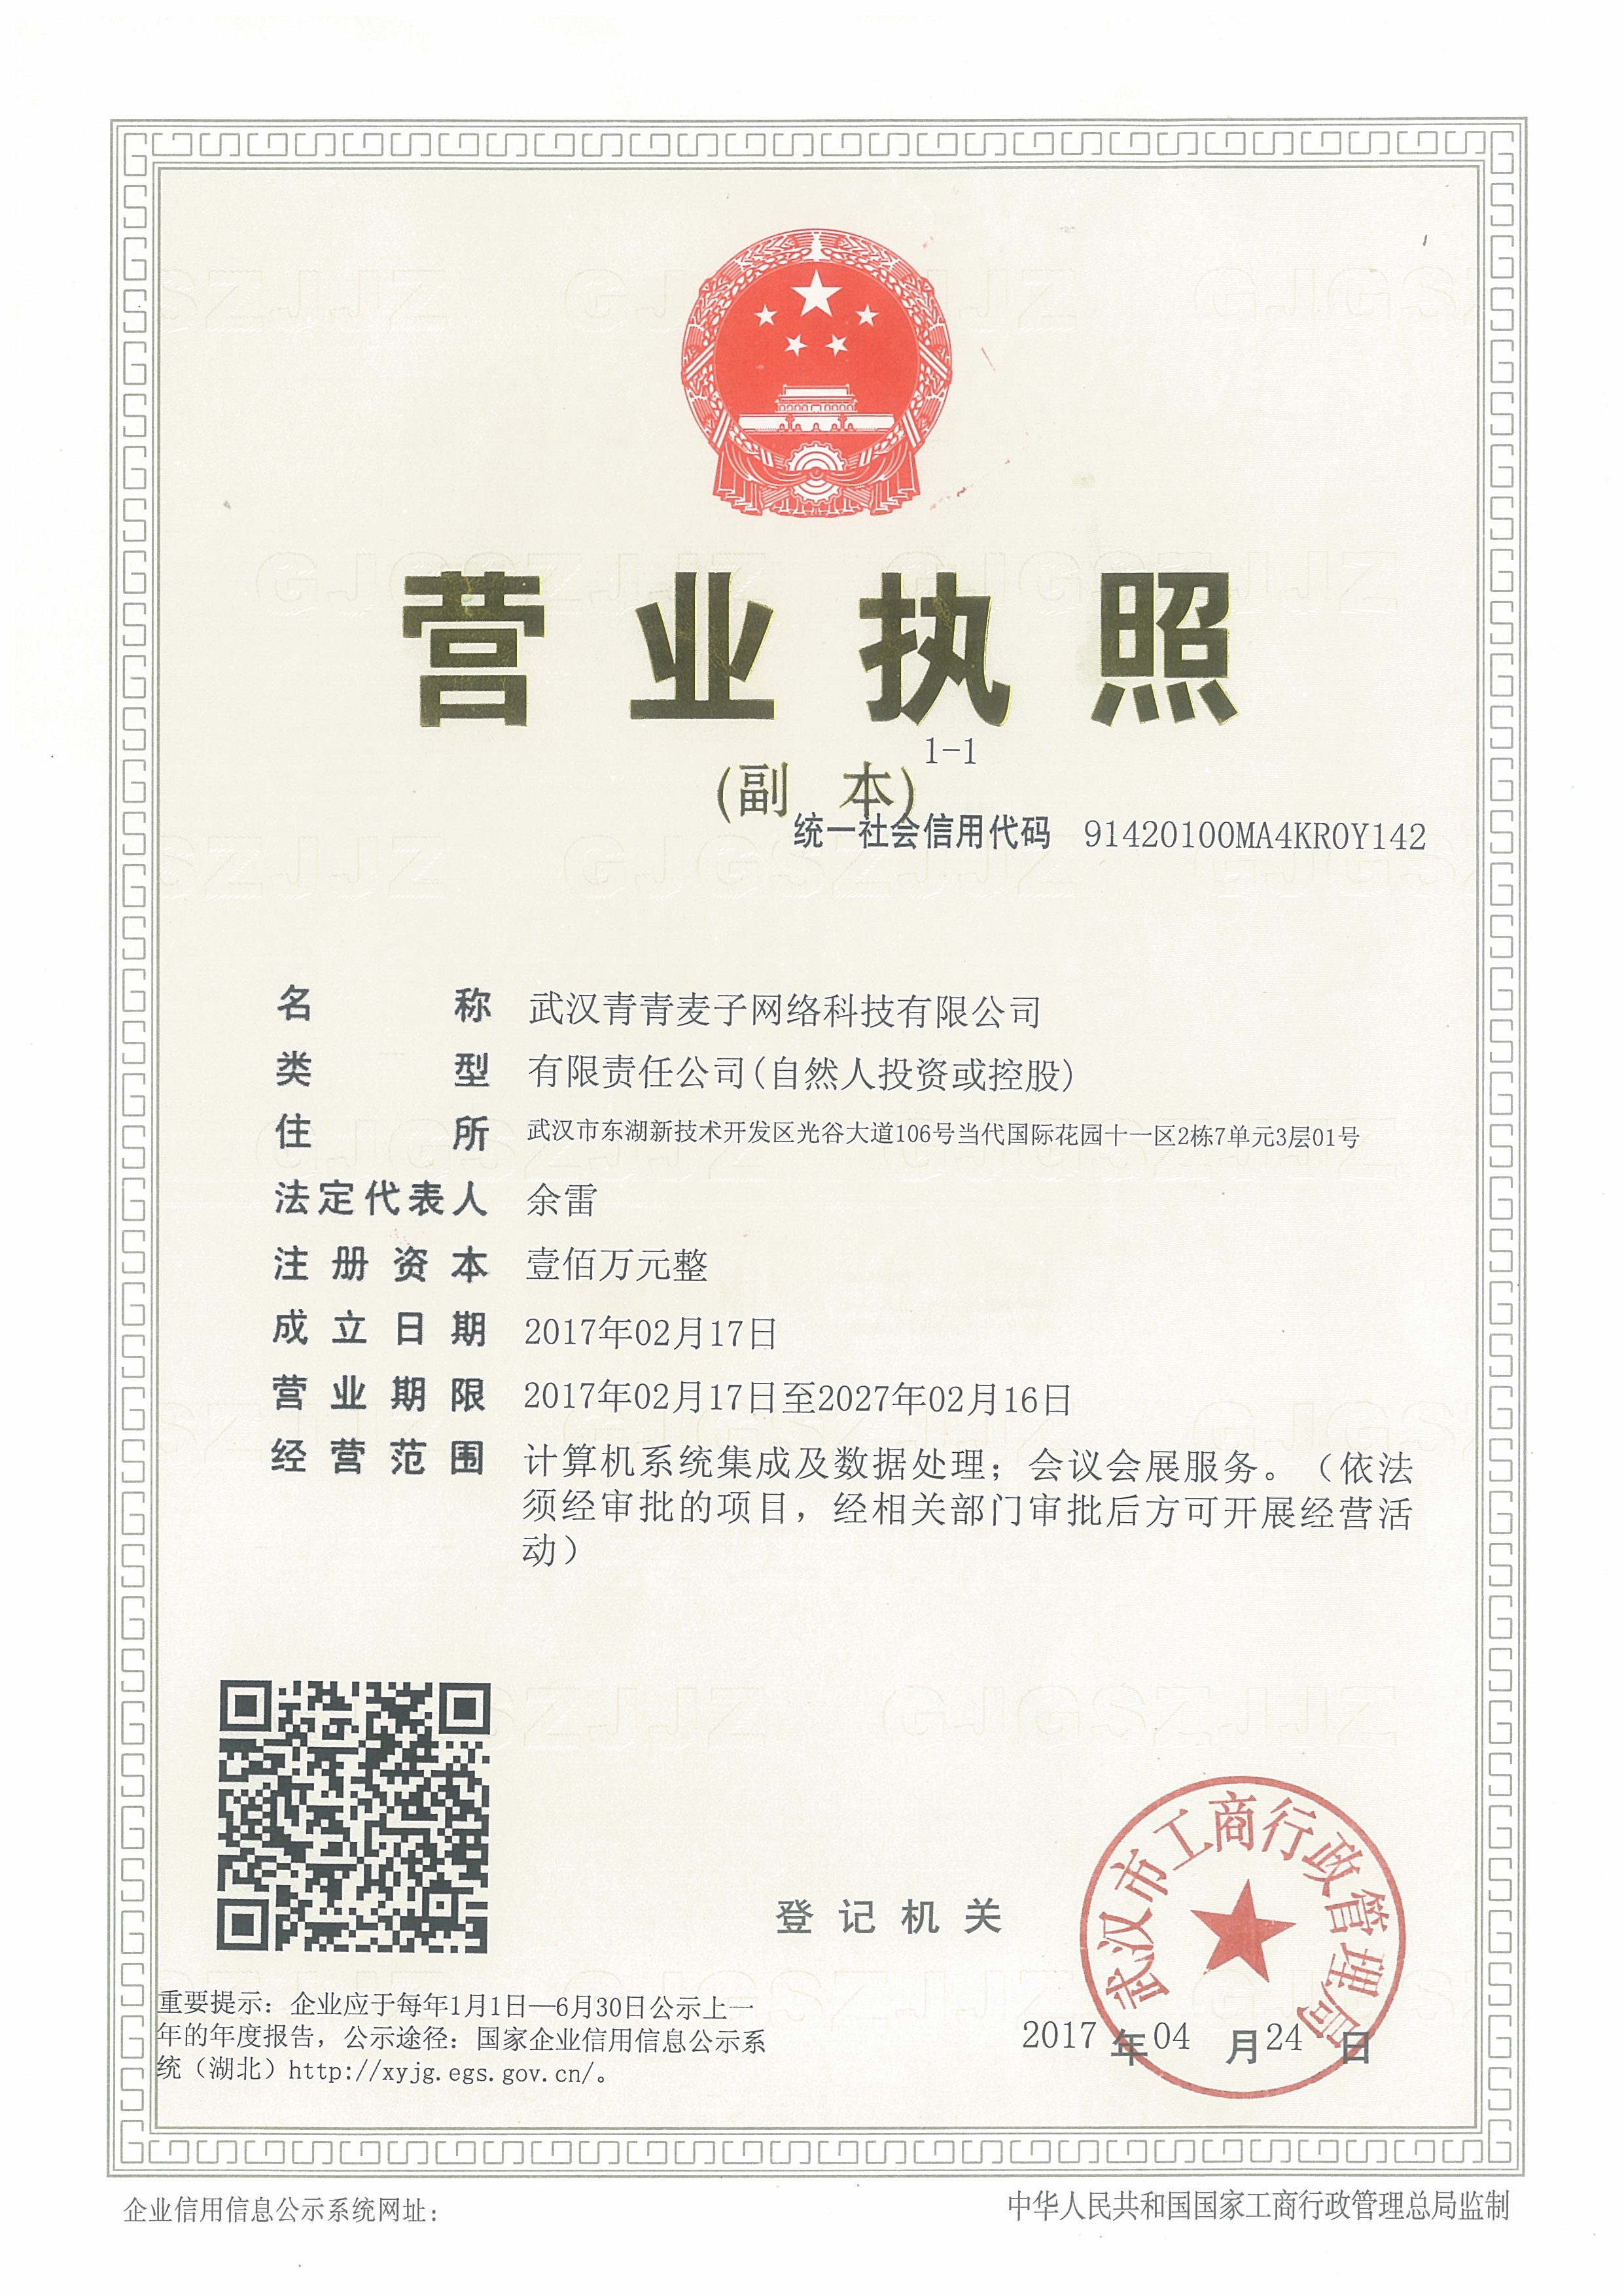 营业执照
1-1
(副 本)
统一社会信用代码 91420100MA4KR0Y142
名称 武汉青青麦子网络科技有限公司
类型 有限责任公司(自然人投资或控股)
住所 武汉市东湖新技术开发区光谷大道106号当代国际花园十一区2栋7单元3层01号
法定代表人 余雷
注册资本 壹佰万元整
成立日期 2017年02月17日
营业期限 2017年02月17日至2027年02月16日
经营范围 计算机系统集成及数据处理；会议会展服务。（依法
须经审批的项目，经相关部门审批后方可开展经营活
动）
登记机关
武汉市工商行政管理局
2017 年 04 月 24 日
重要提示：企业应于每年1月1日—6月30日公示上一
年的年度报告，公示途径：国家企业信用信息公示系
统（湖北）http://xyjg.egs.gov.cn/。
企业信用信息公示系统网址：
中华人民共和国国家工商行政管理总局监制